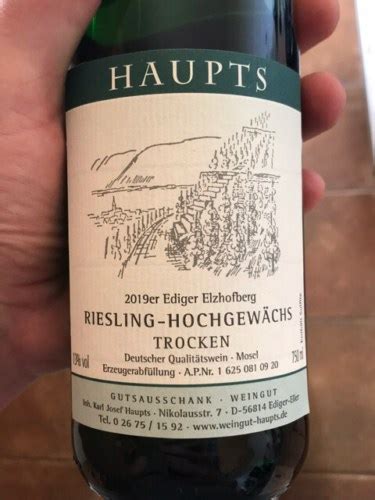 HAUPTS
2019er Ediger Elzhofberg
RIESLING-HOCHGEWÄCHS
TROCKEN
13% vol
Deutscher Qualitätswein - Mosel
750 ml
Erzeugerabfüllung - A.P.Nr. 1 625 081 09 20
GUTSAUSSCHANK · WEINGUT
Inh. Karl Josef Haupts - Nikolausstr. 7 - D-56814 Ediger-Eller
Tel. 0 26 75 / 15 92 - www.weingut-haupts.de